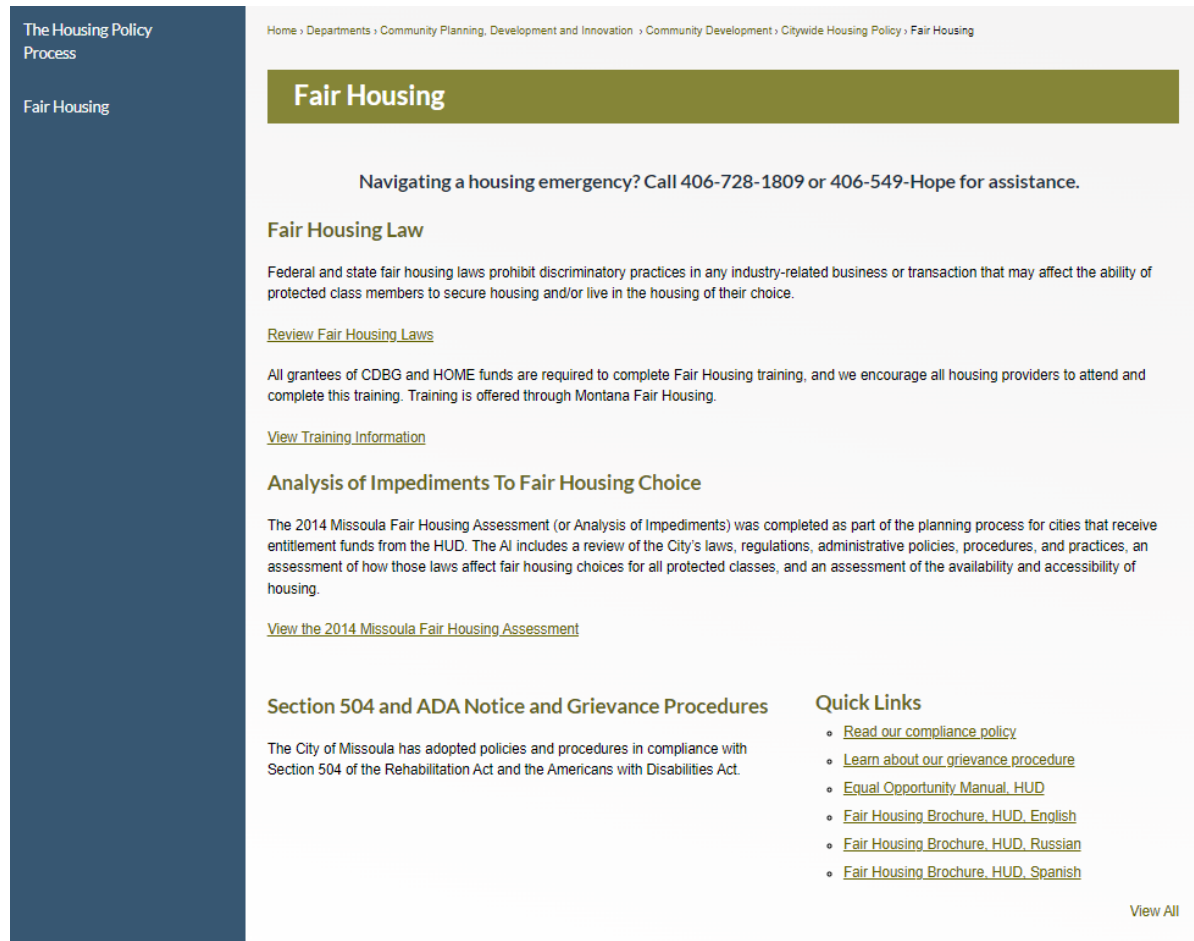 The Housing Policy
Process
Fair Housing
Home › Departments › Community Planning, Development and Innovation › Community Development › Citywide Housing Policy › Fair Housing
Fair Housing
Navigating a housing emergency? Call 406-728-1809 or 406-549-Hope for assistance.
Fair Housing Law
Federal and state fair housing laws prohibit discriminatory practices in any industry-related business or transaction that may affect the ability of
protected class members to secure housing and/or live in the housing of their choice.
Review Fair Housing Laws
All grantees of CDBG and HOME funds are required to complete Fair Housing training, and we encourage all housing providers to attend and
complete this training. Training is offered through Montana Fair Housing.
View Training Information
Analysis of Impediments To Fair Housing Choice
The 2014 Missoula Fair Housing Assessment (or Analysis of Impediments) was completed as part of the planning process for cities that receive
entitlement funds from the HUD. The AI includes a review of the City's laws, regulations, administrative policies, procedures, and practices, an
assessment of how those laws affect fair housing choices for all protected classes, and an assessment of the availability and accessibility of
housing.
View the 2014 Missoula Fair Housing Assessment
Section 504 and ADA Notice and Grievance Procedures
The City of Missoula has adopted policies and procedures in compliance with
Section 504 of the Rehabilitation Act and the Americans with Disabilities Act.
Quick Links
Read our compliance policy
Learn about our grievance procedure
Equal Opportunity Manual, HUD
Fair Housing Brochure, HUD, English
Fair Housing Brochure, HUD, Russian
Fair Housing Brochure, HUD, Spanish
View All